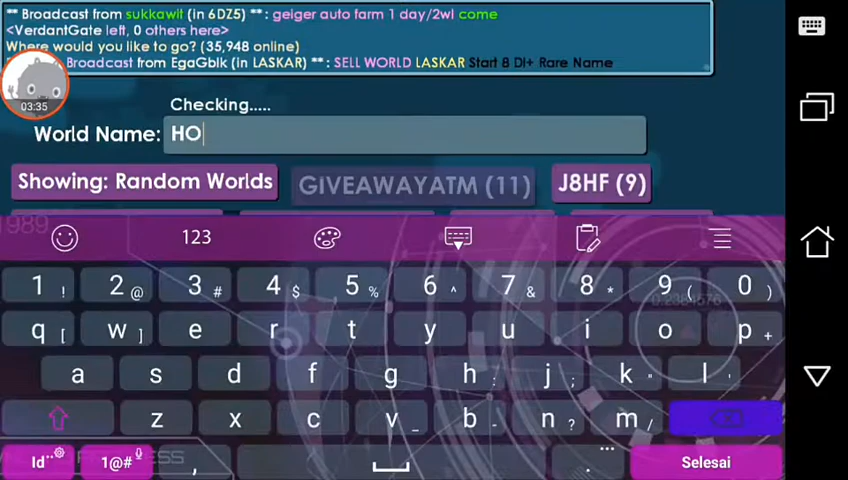 ** Broadcast from sukkawit (in 6DZ5) ** : geiger auto farm 1 day/2wl come
<VerdantGate left, 0 others here>
Where would you like to go? (35,948 online)
Broadcast from EgaGblk (in LASKAR) ** : SELL WORLD LASKAR Start 8 Dl+ Rare Name
03:35
Checking.....
World Name: HO
Showing: Random Worlds GIVEAWAYATM (11) J8HF (9)
1989
123
0.2384576
1 ! 2 @ 3 # 4 $ 5 % 6 ^ 7 & 8 * 9 ( 0 )
q [ w ] e r t y u i o p +
a s d f g h : j ; k " l '
z x c v _ b - n ? m /
Id 1@# , . Selesai